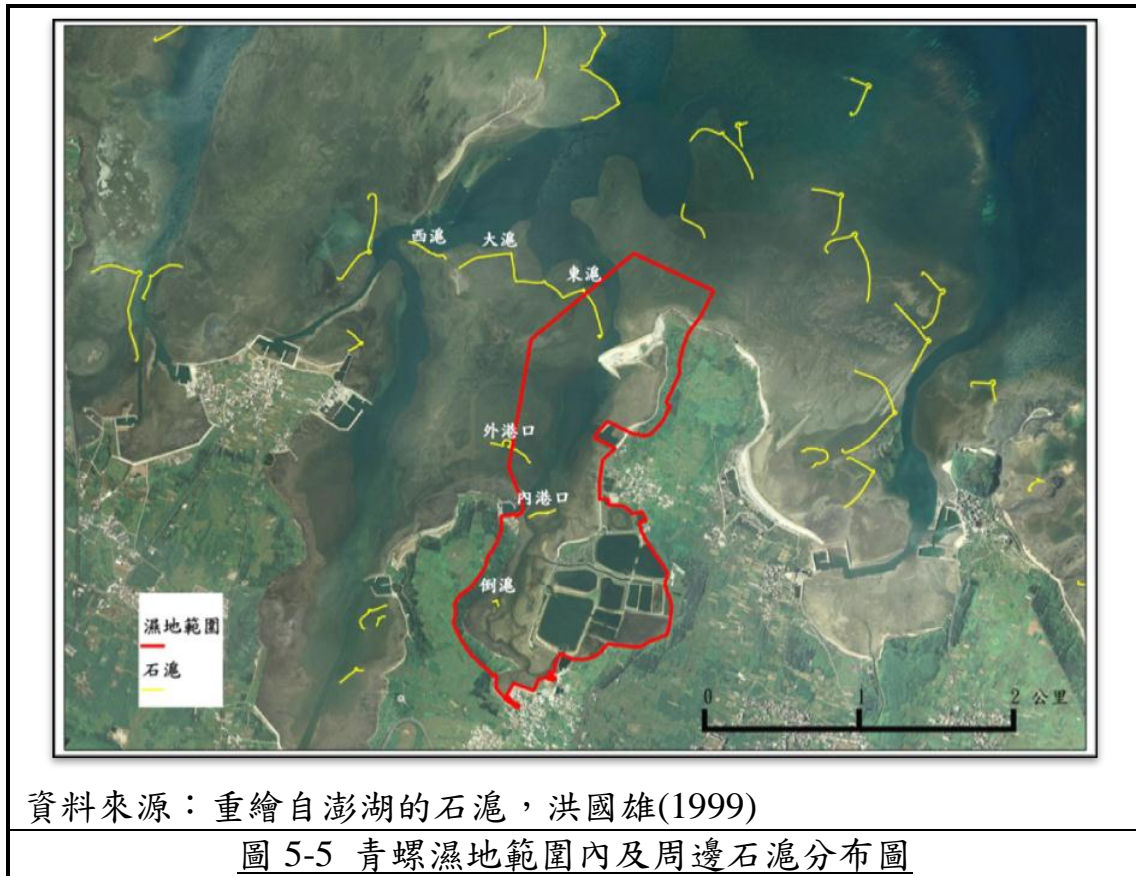 西滬
大滬
東滬
外港口
內港口
倒滬
濕地範圍
石滬
0 1 2 公里
資料來源：重繪自澎湖的石滬，洪國雄(1999)
圖 5-5 青螺濕地範圍內及周邊石滬分布圖